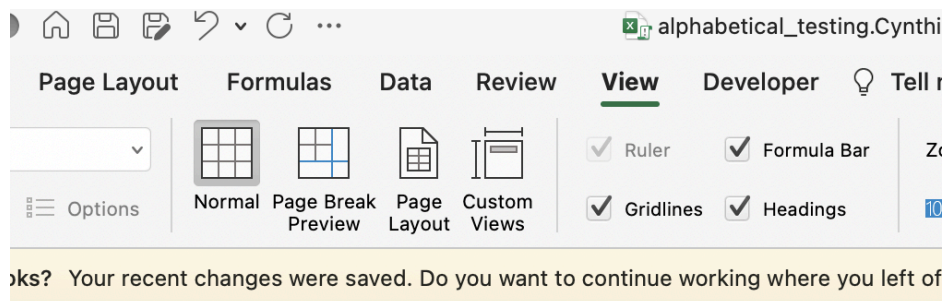 alphabetical_testing.Cynthi
Page Layout Formulas Data Review View Developer Tell
Ruler Formula Bar
Normal Page Break Preview Page Layout Custom Views
Options Gridlines Headings
10
Your recent changes were saved. Do you want to continue working where you left of